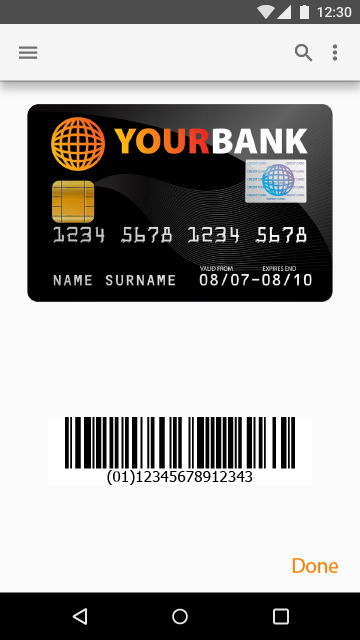 12:30
YOURBANK
1234 5678 1234 5678
VALID FROM EXPIRES END
NAME SURNAME 08/07-08/10
(01)12345678912343
Done